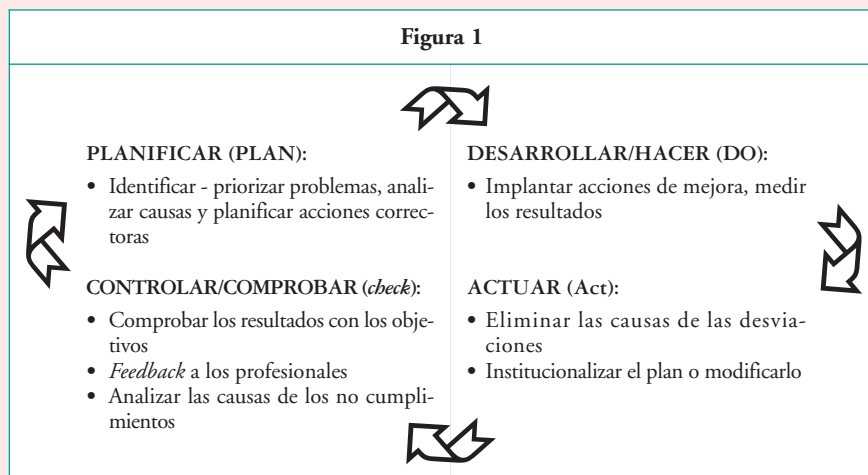 Figura 1
PLANIFICAR (PLAN):
• Identificar - priorizar problemas, anali-
zar causas y planificar acciones correc-
toras
DESARROLLAR/HACER (DO):
• Implantar acciones de mejora, medir
los resultados
CONTROLAR/COMPROBAR (check):
• Comprobar los resultados con los obje-
tivos
• Feedback a los profesionales
• Analizar las causas de los no cumpli-
mientos
ACTUAR (Act):
• Eliminar las causas de las desvia-
ciones
• Institucionalizar el plan o modificarlo